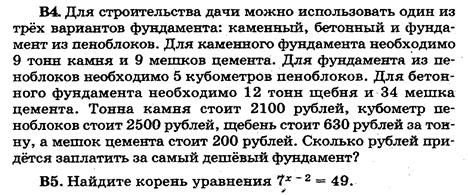 В4. Для строительства дачи можно использовать один из
трёх вариантов фундамента: каменный, бетонный и фунда-
мент из пеноблоков. Для каменного фундамента необходимо
9 тонн камня и 9 мешков цемента. Для фундамента из пе-
ноблоков необходимо 5 кубометров пеноблоков. Для бетон-
ного фундамента необходимо 12 тонн щебня и 34 мешка
цемента. Тонна камня стоит 2100 рублей, кубометр пе-
ноблоков стоит 2500 рублей, щебень стоит 630 рублей за тон-
ну, а мешок цемента стоит 200 рублей. Сколько рублей при-
дётся заплатить за самый дешёвый фундамент?
В5. Найдите корень уравнения 7^{x − 2} = 49.